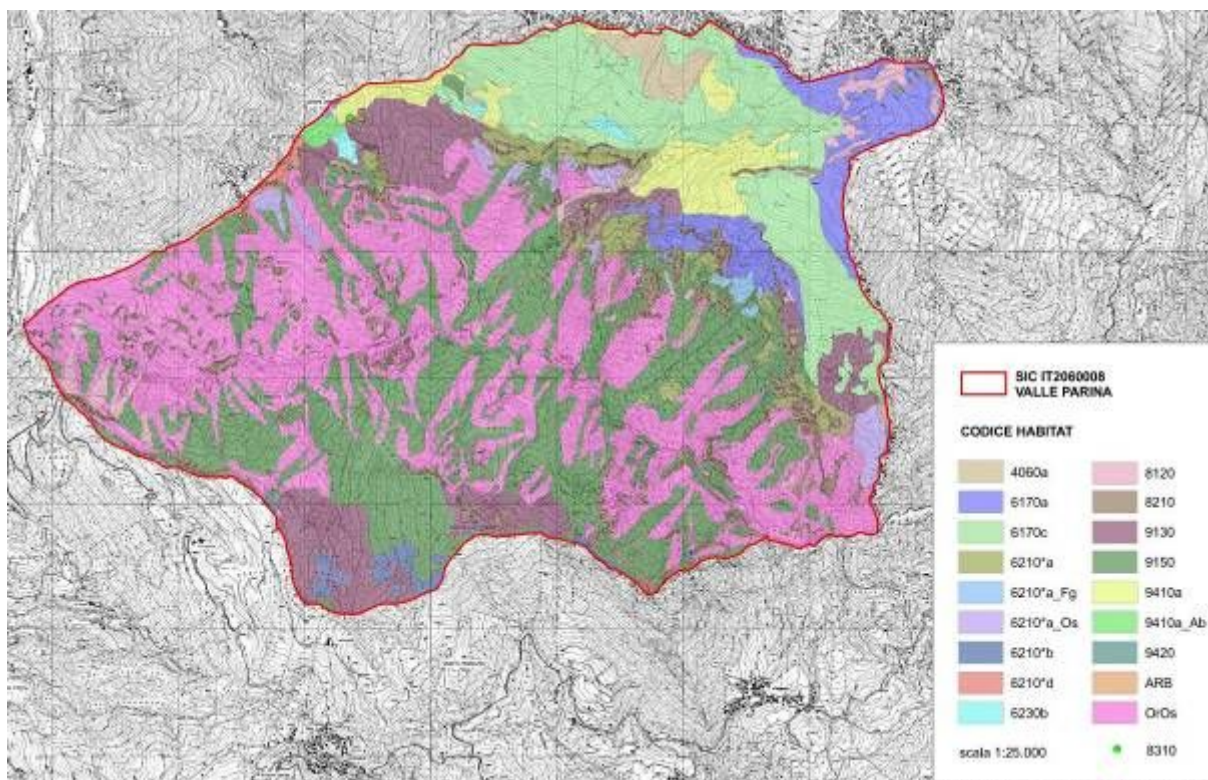 SIC IT2060008
VALLE PARINA
CODICE HABITAT
4060a
8120
6170a
8210
6170c
9130
6210*a
9150
6210*a_Fg
9410a
6210*a_Os
9410a_Ab
6210*b
9420
6210*d
ARB
6230b
OrOs
scala 1:25.000
8310